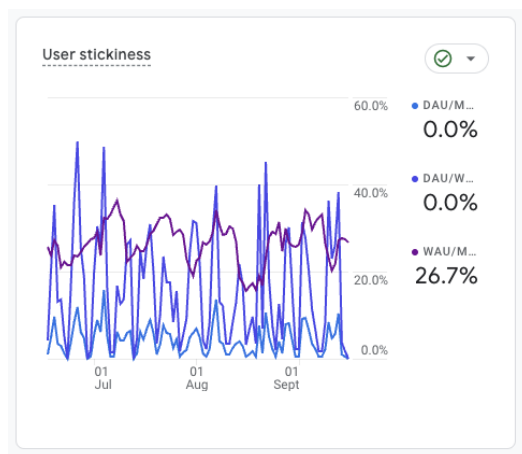 User stickiness
60.0%
40.0%
20.0%
0.0%
01
Jul
01
Aug
01
Sept
DAU/M…
0.0%
DAU/W…
0.0%
WAU/M…
26.7%